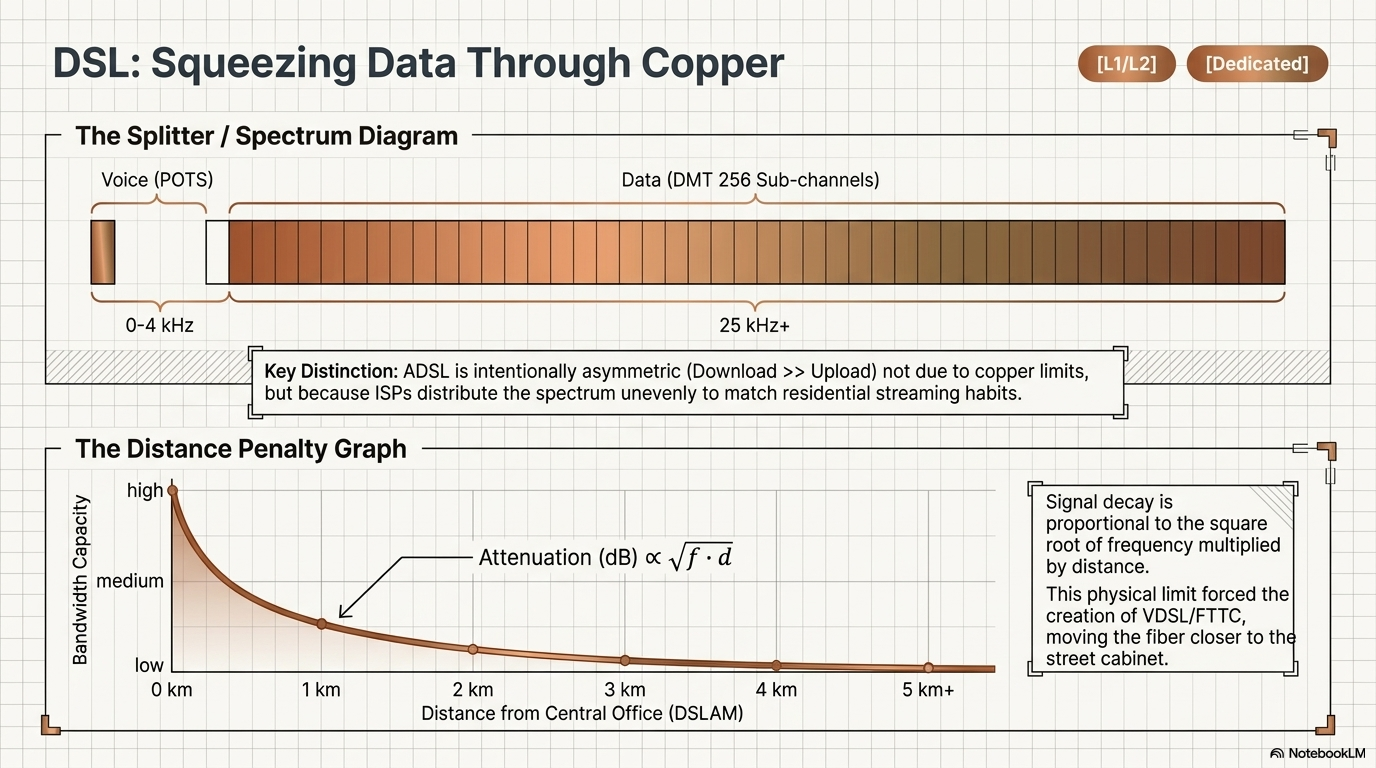 DSL: Squeezing Data Through Copper
[L1/L2]
[Dedicated]
The Splitter / Spectrum Diagram
Voice (POTS)
Data (DMT 256 Sub-channels)
0-4 kHz
25 kHz+
Key Distinction: ADSL is intentionally asymmetric (Download >> Upload) not due to copper limits,
but because ISPs distribute the spectrum unevenly to match residential streaming habits.
The Distance Penalty Graph
Bandwidth Capacity
high
medium
low
Attenuation (dB) ∝ √(f · d)
0 km
1 km
2 km
3 km
4 km
5 km+
Distance from Central Office (DSLAM)
Signal decay is
proportional to the square
root of frequency multiplied
by distance.
This physical limit forced the
creation of VDSL/FTTC,
moving the fiber closer to the
street cabinet.
NotebookLM